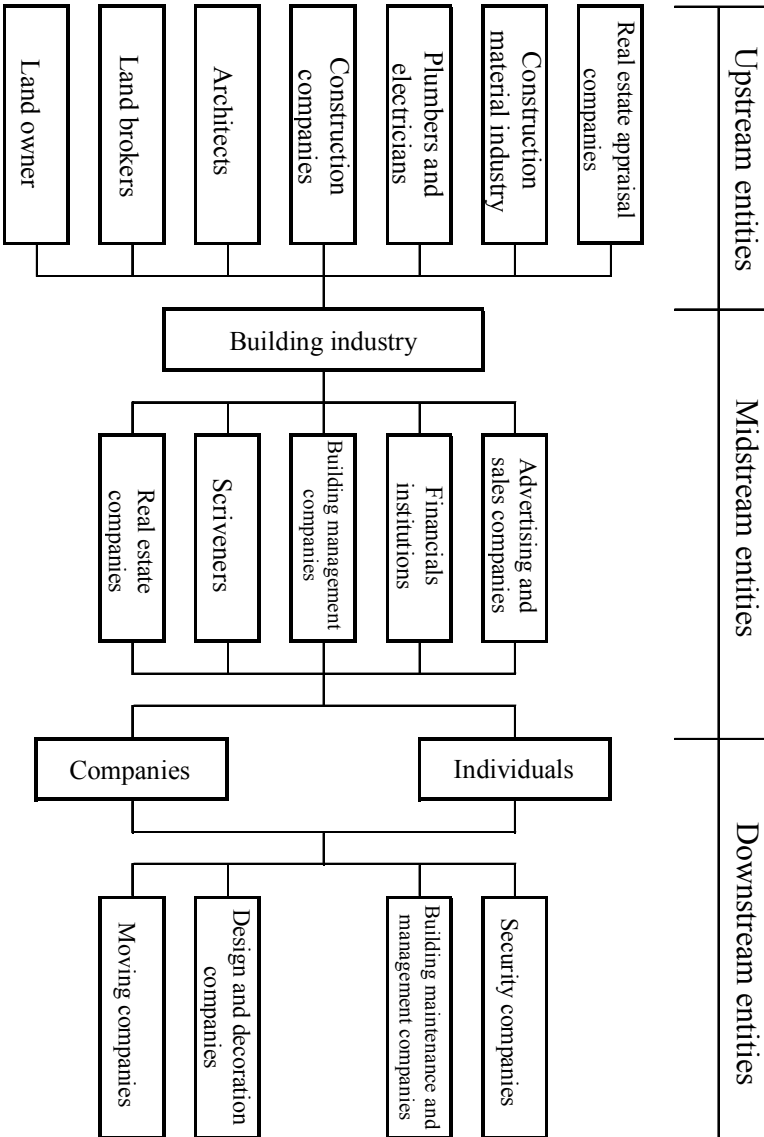 Upstream entities
Real estate appraisal
companies
Construction
material industry
Plumbers and
electricians
Construction
companies
Architects
Land brokers
Land owner
Midstream entities
Building industry
Advertising and
sales companies
Financials
institutions
Building management
companies
Scriveners
Real estate
companies
Downstream entities
Individuals
Companies
Security companies
Building maintenance and
management companies
Design and decoration
companies
Moving companies